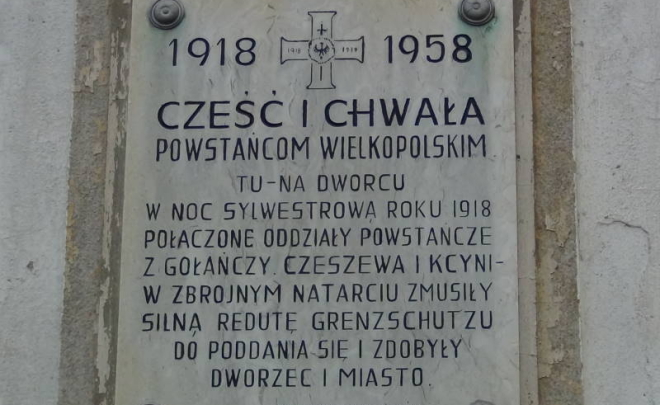 1918 1958
CZEŚĆ I CHWAŁA
POWSTAŃCOM WIELKOPOLSKIM
TU-NA DWORCU
W NOC SYLWESTROWĄ ROKU 1918
POŁĄCZONE ODDZIAŁY POWSTAŃCZE
Z GOŁAŃCZY, CZESZEWA I KCYNI-
W ZBROJNYM NATARCIU ZMUSIŁY
SILNĄ REDUTĘ GRENZSCHUTZU
DO PODDANIA SIĘ I ZDOBYŁY
DWORZEC I MIASTO.